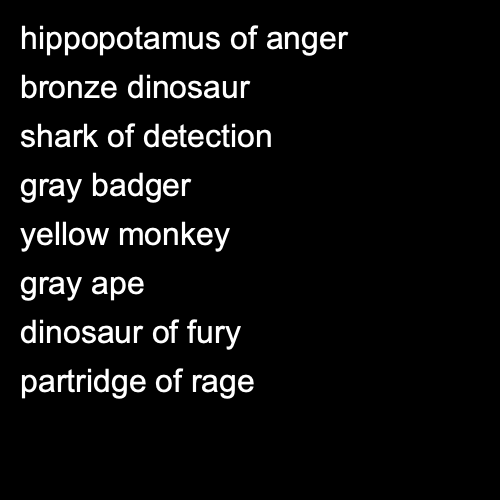 hippopotamus of anger
bronze dinosaur
shark of detection
gray badger
yellow monkey
gray ape
dinosaur of fury
partridge of rage